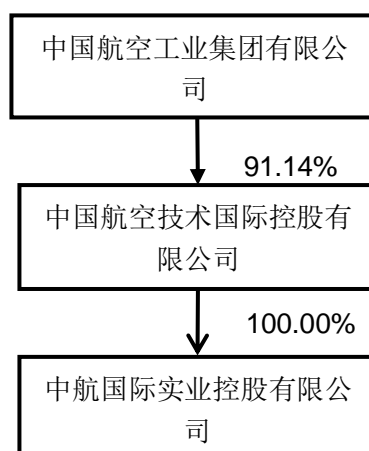 中国航空工业集团有限公
司
91.14%
中国航空技术国际控股有
限公司
100.00%
中航国际实业控股有限公
司